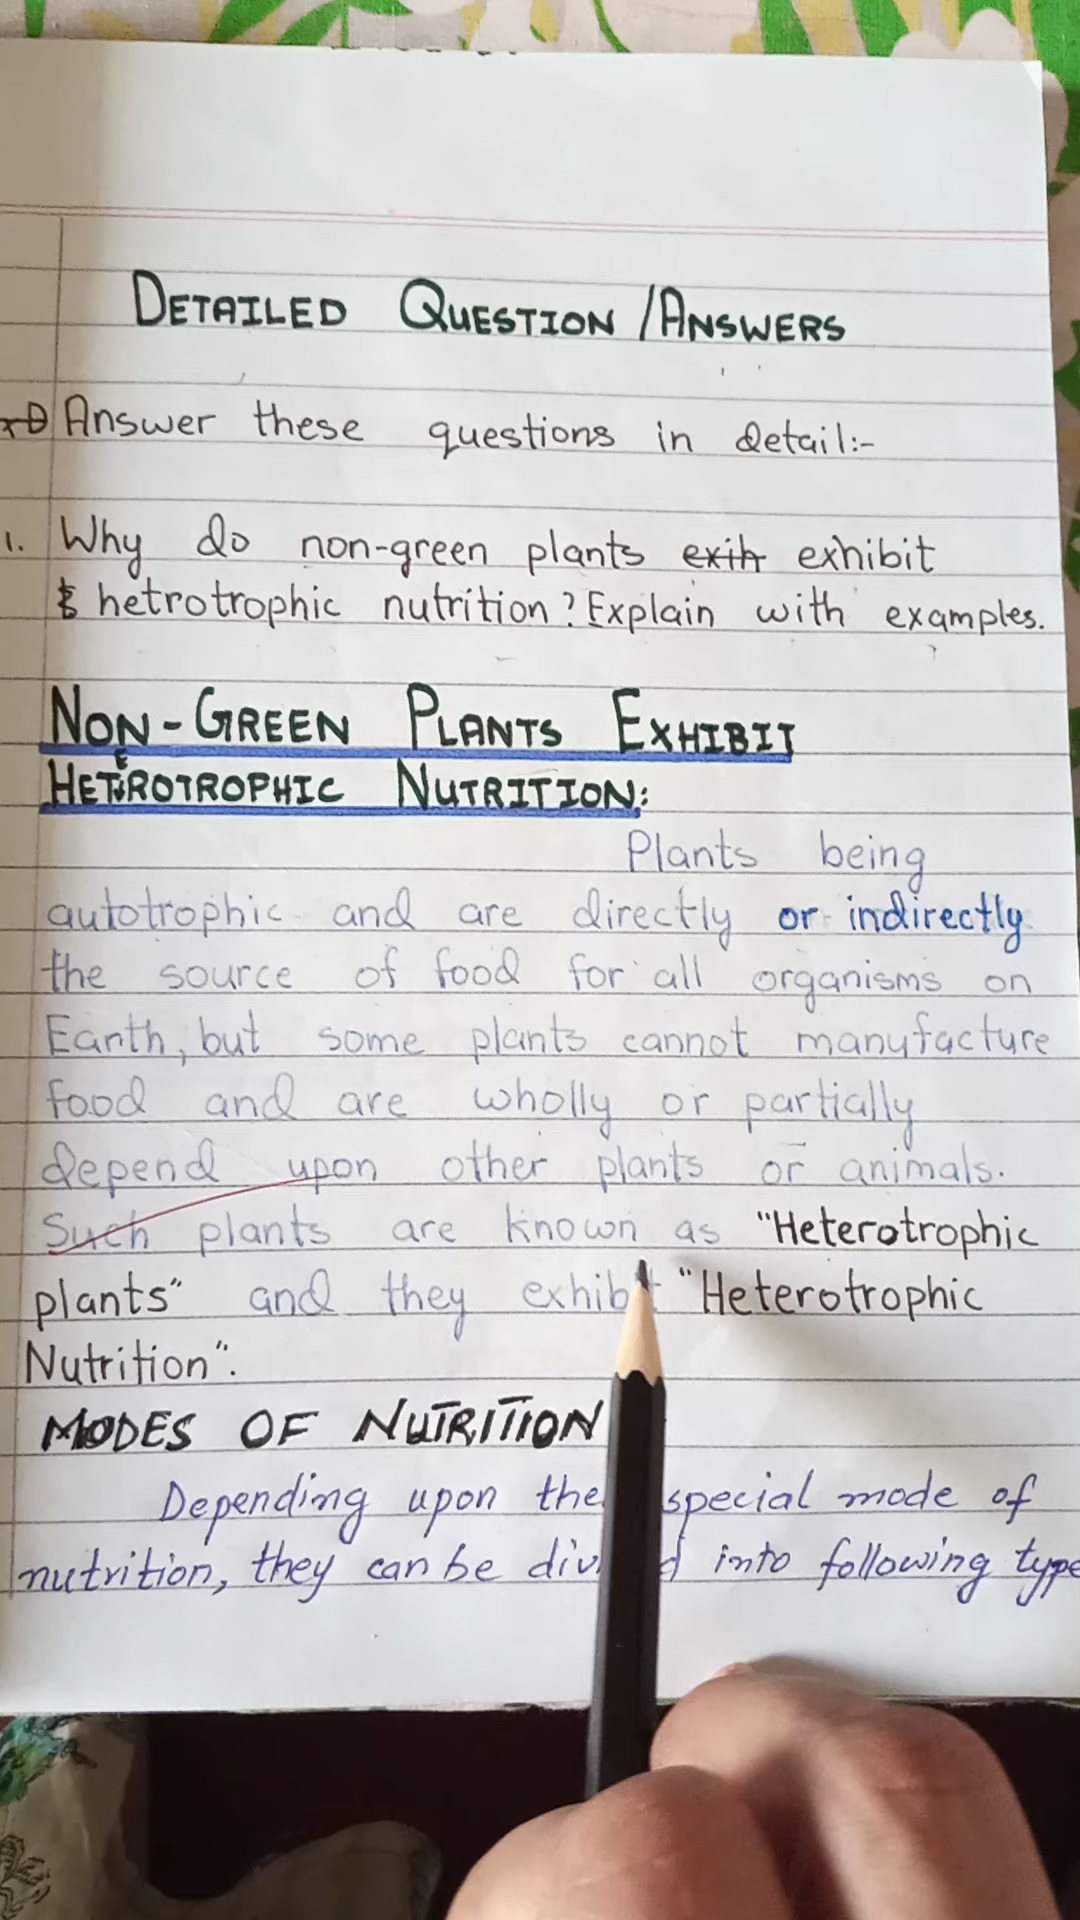 DETAILED QUESTION /ANSWERS
Answer these questions in detail:-
1. Why do non-green plants exih exhibit
hetrotrophic nutrition? Explain with examples.
NON-GREEN PLANTS EXHIBIT
HETEROTROPHIC NUTRITION:
Plants being
autotrophic and are directly or indirectly
the source of food for all organisms on
Earth, but some plants cannot manufacture
food and are wholly or partially
depend upon other plants or animals.
Such plants are known as "Heterotrophic
plants" and they exhibit "Heterotrophic
Nutrition".
MODES OF NUTRITION
Depending upon the special mode of
nutrition, they can be into following type